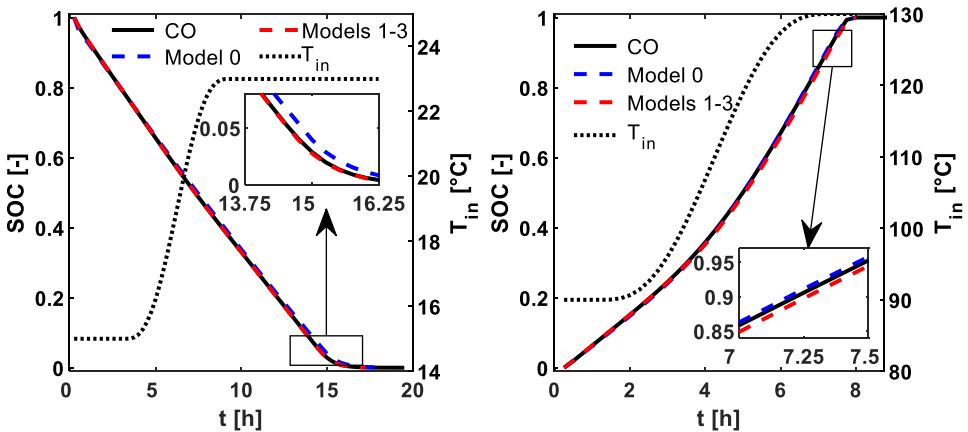 CO
Models 1-3
Model 0
T_in
1
0.8
0.6
0.4
0.2
0
SOC [-]
24
22
20
18
16
14
T_in [°C]
0.05
0
13.75 15 16.25
0 5 10 15 20
t [h]
CO
Model 0
Models 1-3
T_in
1
0.8
0.6
0.4
0.2
0
SOC [-]
130
120
110
100
90
80
T_in [°C]
0.95
0.9
0.85
7 7.25 7.5
0 2 4 6 8
t [h]